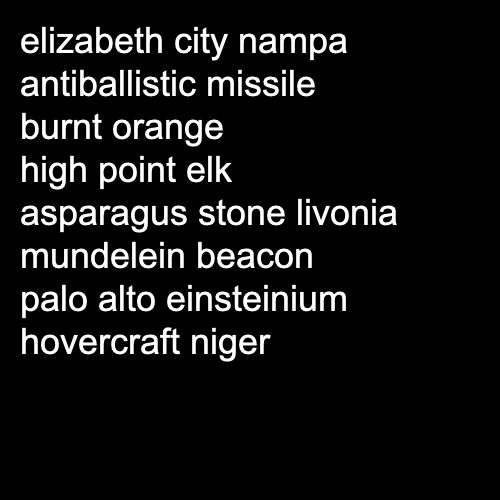 elizabeth city nampa
antiballistic missile
burnt orange
high point elk
asparagus stone livonia
mundelein beacon
palo alto einsteinium
hovercraft niger